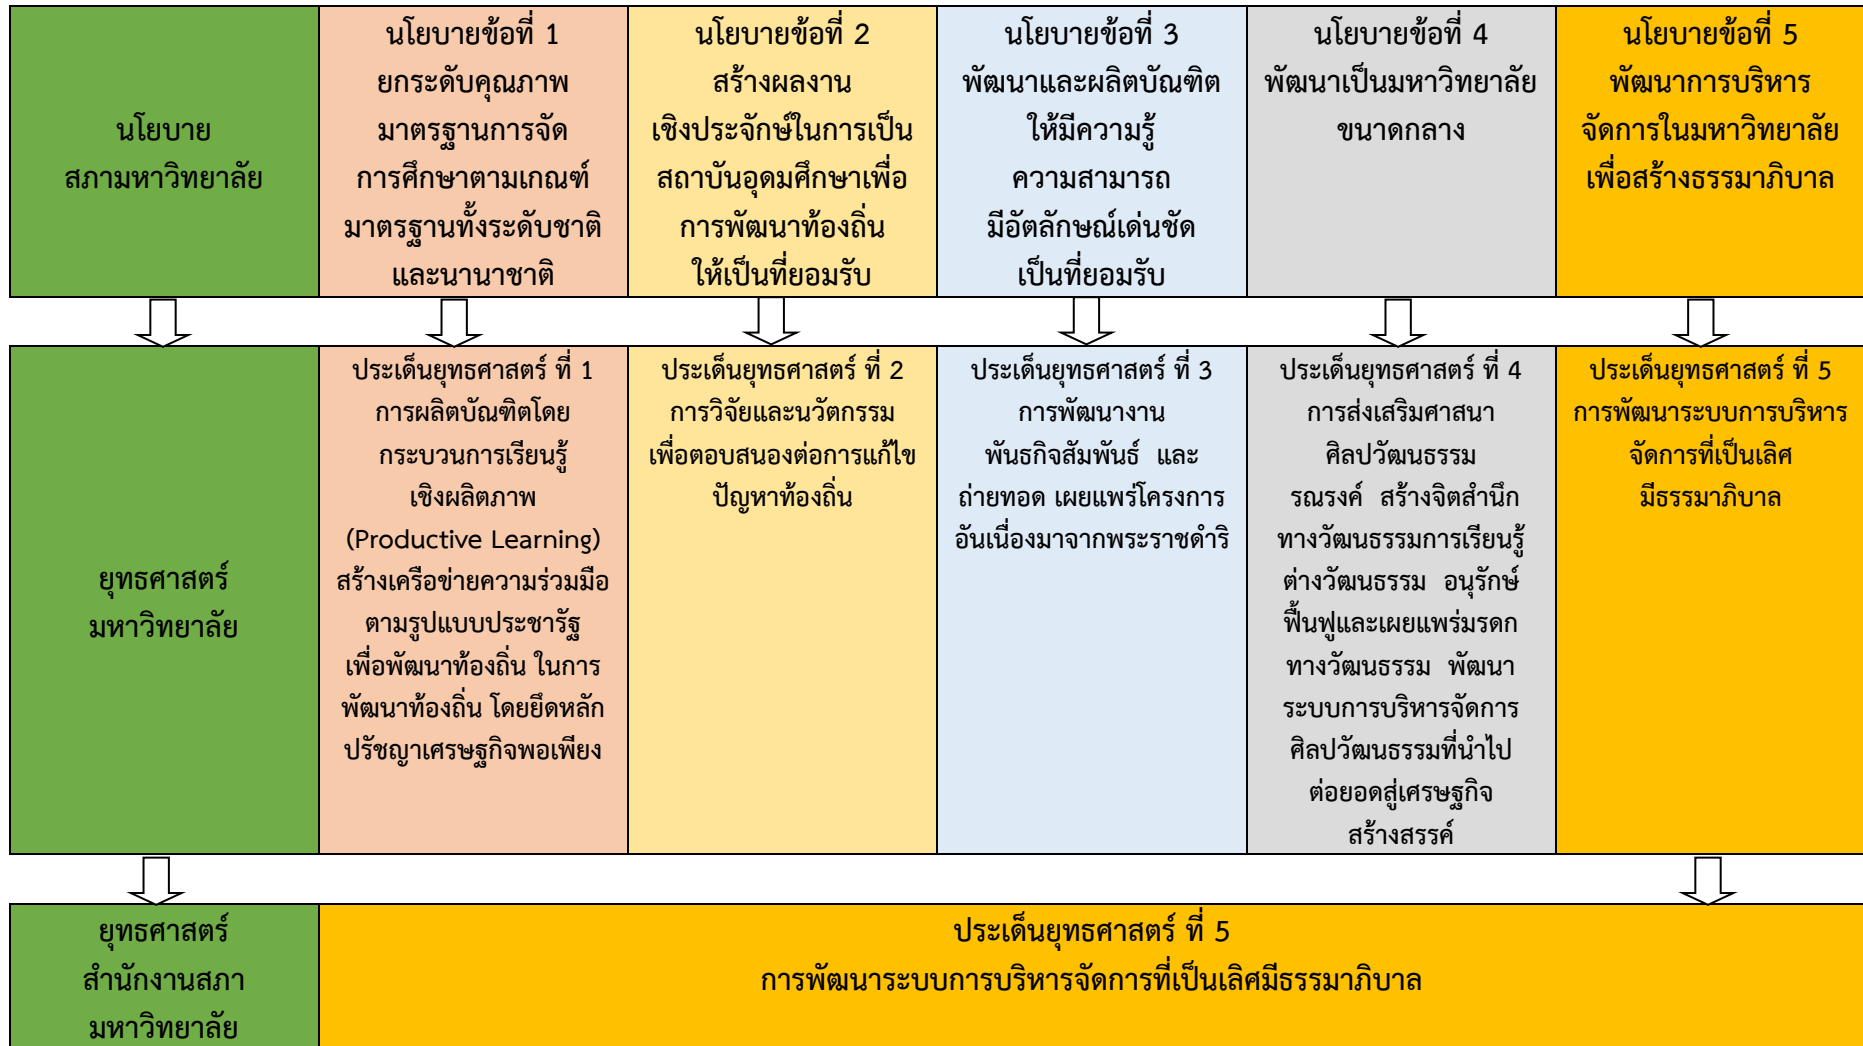 นโยบาย
สภามหาวิทยาลัย
นโยบายข้อที่ 1
ยกระดับคุณภาพ
มาตรฐานการจัด
การศึกษาตามเกณฑ์
มาตรฐานทั้งระดับชาติ
และนานาชาติ
นโยบายข้อที่ 2
สร้างผลงาน
เชิงประจักษ์ในการเป็น
สถาบันอุดมศึกษาเพื่อ
การพัฒนาท้องถิ่น
ให้เป็นที่ยอมรับ
นโยบายข้อที่ 3
พัฒนาและผลิตบัณฑิต
ให้มีความรู้
ความสามารถ
มีอัตลักษณ์เด่นชัด
เป็นที่ยอมรับ
นโยบายข้อที่ 4
พัฒนาเป็นมหาวิทยาลัย
ขนาดกลาง
นโยบายข้อที่ 5
พัฒนาการบริหาร
จัดการในมหาวิทยาลัย
เพื่อสร้างธรรมาภิบาล
ยุทธศาสตร์
มหาวิทยาลัย
ประเด็นยุทธศาสตร์ ที่ 1
การผลิตบัณฑิตโดย
กระบวนการเรียนรู้
เชิงผลิตภาพ
(Productive Learning)
สร้างเครือข่ายความร่วมมือ
ตามรูปแบบประชารัฐ
เพื่อพัฒนาท้องถิ่น ในการ
พัฒนาท้องถิ่น โดยยึดหลัก
ปรัชญาเศรษฐกิจพอเพียง
ประเด็นยุทธศาสตร์ ที่ 2
การวิจัยและนวัตกรรม
เพื่อตอบสนองต่อการแก้ไข
ปัญหาท้องถิ่น
ประเด็นยุทธศาสตร์ ที่ 3
การพัฒนางาน
พันธกิจสัมพันธ์ และ
ถ่ายทอด เผยแพร่โครงการ
อันเนื่องมาจากพระราชดำริ
ประเด็นยุทธศาสตร์ ที่ 4
การส่งเสริมศาสนา
ศิลปวัฒนธรรม
รณรงค์ สร้างจิตสำนึก
ทางวัฒนธรรมการเรียนรู้
ต่างวัฒนธรรม อนุรักษ์
ฟื้นฟูและเผยแพร่มรดก
ทางวัฒนธรรม พัฒนา
ระบบการบริหารจัดการ
ศิลปวัฒนธรรมที่นำไป
ต่อยอดสู่เศรษฐกิจ
สร้างสรรค์
ประเด็นยุทธศาสตร์ ที่ 5
การพัฒนาระบบการบริหาร
จัดการที่เป็นเลิศ
มีธรรมาภิบาล
ยุทธศาสตร์
สำนักงานสภา
มหาวิทยาลัย
ประเด็นยุทธศาสตร์ ที่ 5
การพัฒนาระบบการบริหารจัดการที่เป็นเลิศมีธรรมาภิบาล